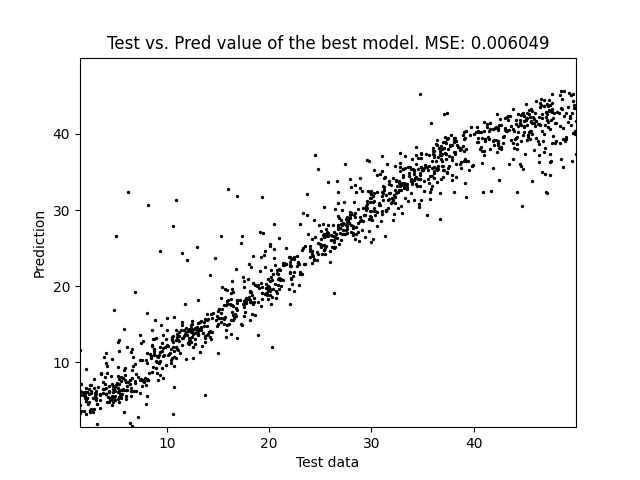 Test vs. Pred value of the best model. MSE: 0.006049
40
30
20
10
Prediction
10 20 30 40
Test data